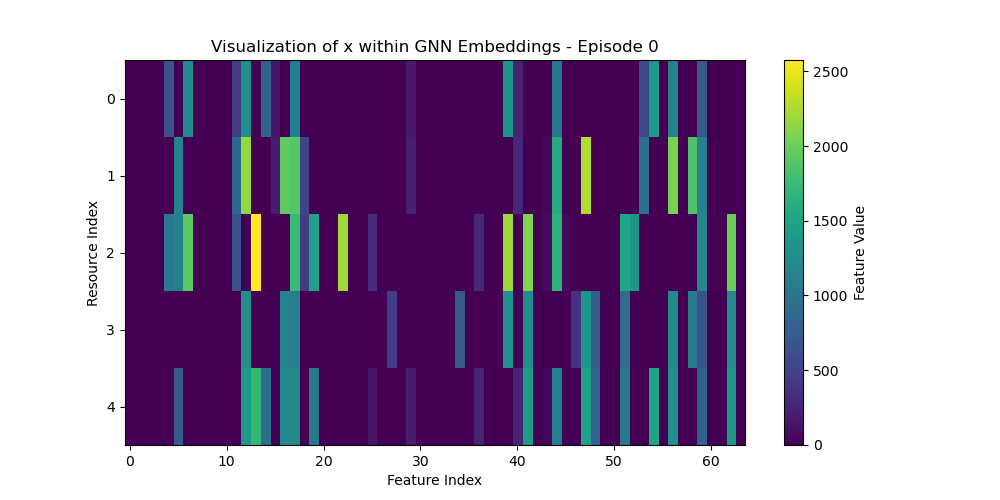 Visualization of x within GNN Embeddings - Episode 0
Resource Index
0
1
2
3
4
0 10 20 30 40 50 60
Feature Index
2500
2000
1500
1000
500
0
Feature Value